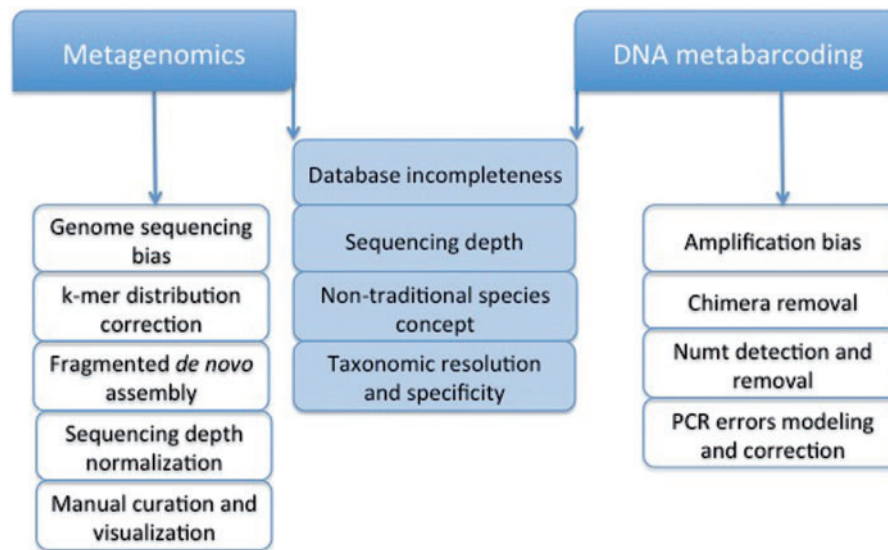 Metagenomics
DNA metabarcoding
Genome sequencing
bias
k-mer distribution
correction
Fragmented de novo
assembly
Sequencing depth
normalization
Manual curation and
visualization
Database incompleteness
Sequencing depth
Non-traditional species
concept
Taxonomic resolution
and specificity
Amplification bias
Chimera removal
Numt detection and
removal
PCR errors modeling
and correction